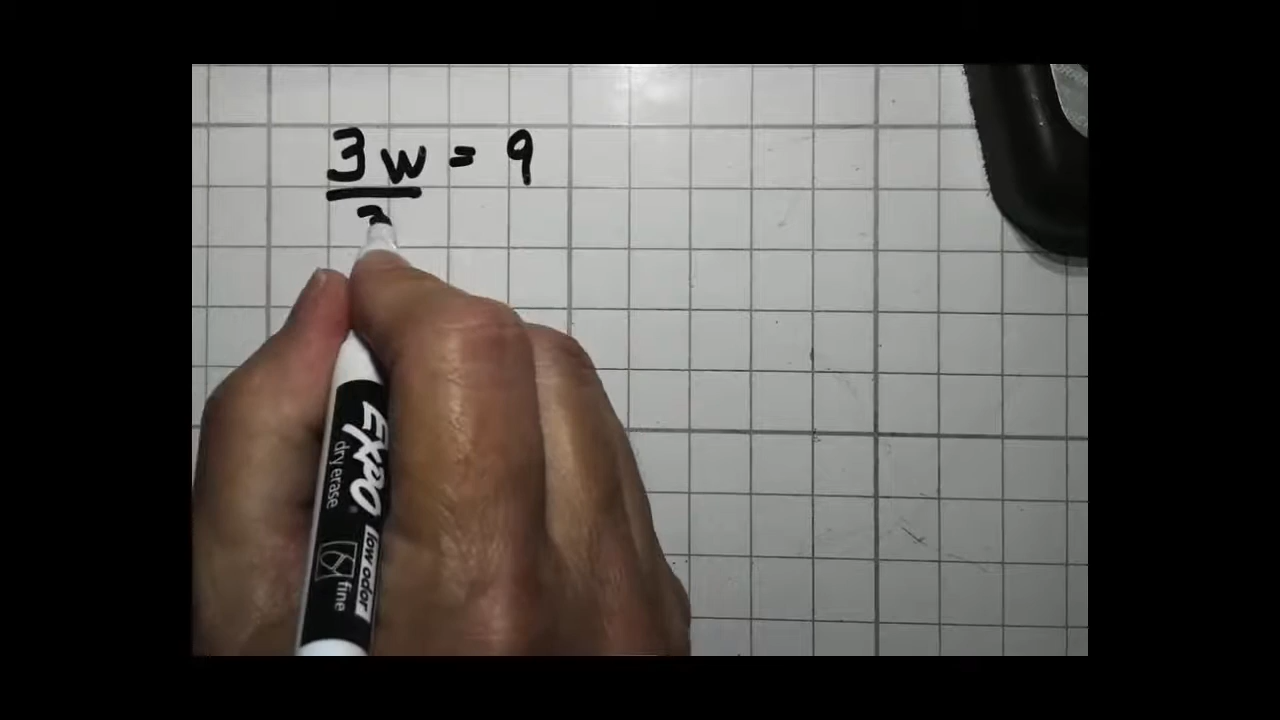 3w = 9
EXPO
dry erase
low odor
fine